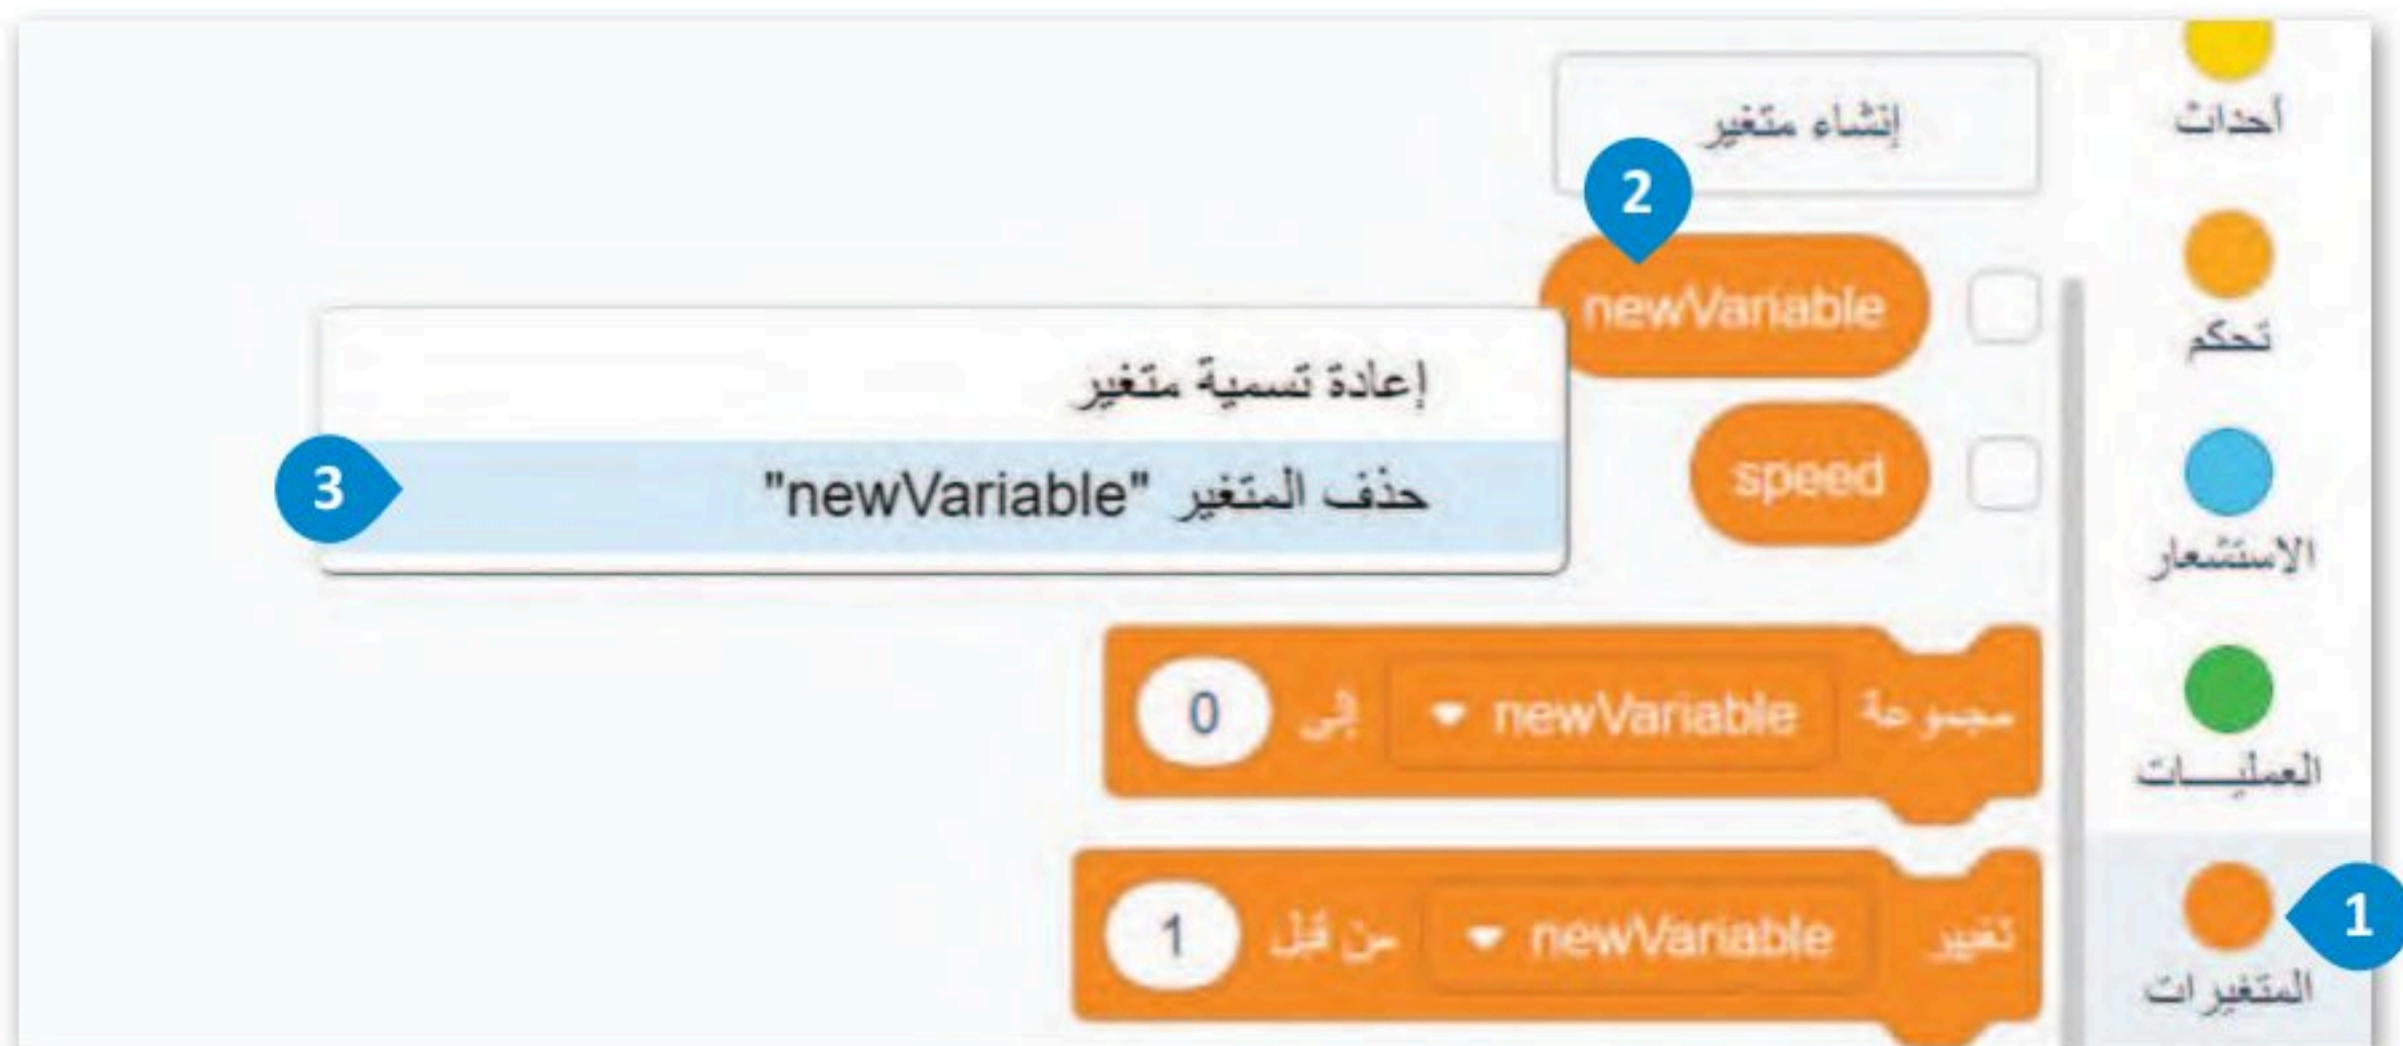 أحداث
تحكم
الاستشعار
العمليـــات
المتغيرات
1
إنشاء متغير
2
newVariable
speed
إعادة تسمية متغير
حذف المتغير "newVariable"
3
مجموعة newVariable إلى 0
تغيير newVariable من قبل 1